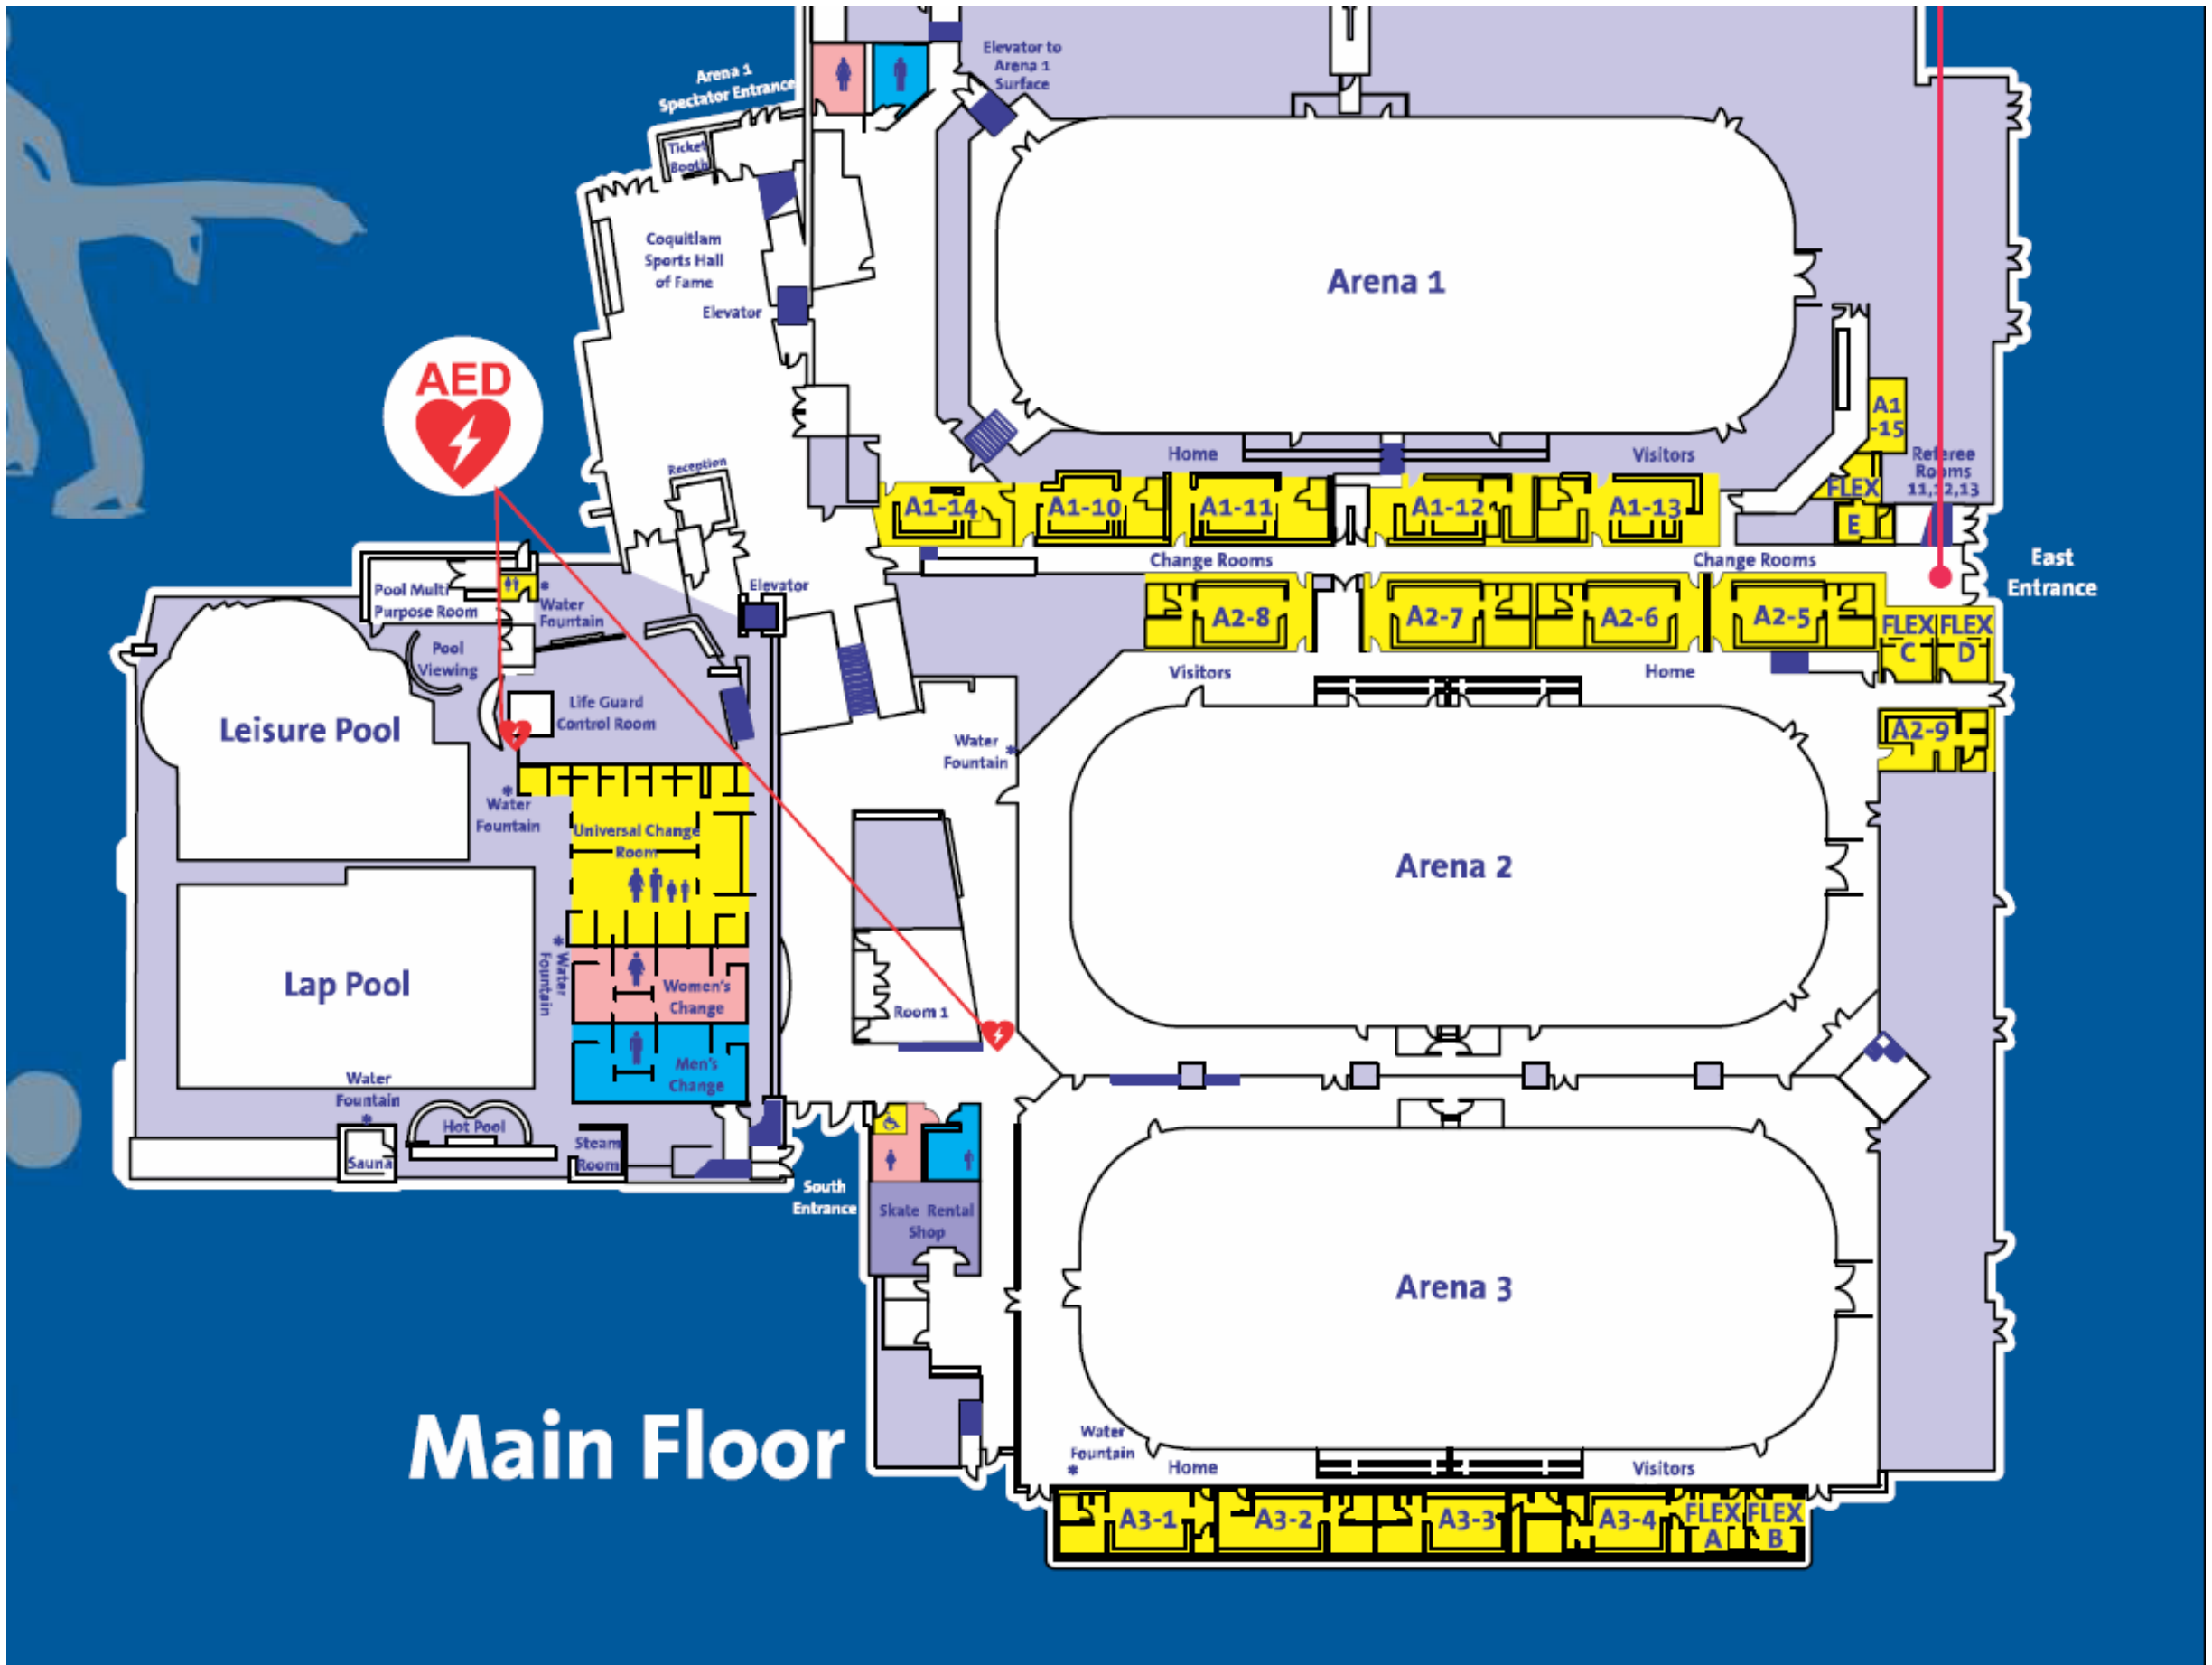 Elevator to
Arena 1
Surface
Arena 1
Spectator Entrance
Ticket
Booth
Coquitlam
Sports Hall
of Fame
Elevator
Arena 1
AED
Reception
Home
Visitors
A1
-15
Referee
Rooms
11,12,13
FLEX
E
A1-14
A1-10
A1-11
A1-12
A1-13
Change Rooms
Change Rooms
East
Entrance
Pool Multi
Purpose Room
* Water
Fountain
Elevator
A2-8
A2-7
A2-6
A2-5
FLEX
C
FLEX
D
Pool
Viewing
Visitors
Home
Life Guard
Control Room
Leisure Pool
Water
Fountain *
A2-9
* Water
Fountain
Universal Change
Room
Arena 2
* Water
Fountain
Lap Pool
Women's
Change
Room 1
Men's
Change
Water
Fountain
*
Hot Pool
Steam
Room
Sauna
South
Entrance
Skate Rental
Shop
Arena 3
Main Floor
Water
Fountain
*
Home
Visitors
A3-1
A3-2
A3-3
A3-4
FLEX
A
FLEX
B